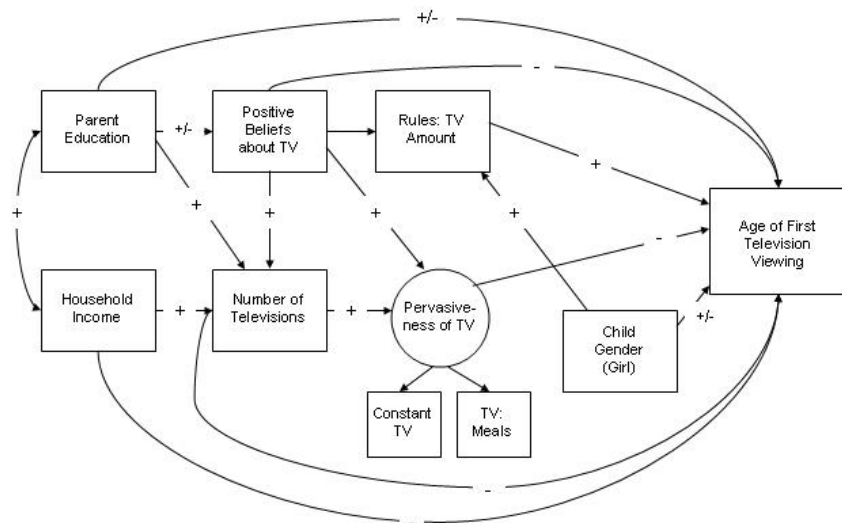 +/-
-
Parent
Education
+/-
Positive
Beliefs
about TV
Rules: TV
Amount
+
+
+
+
+
+
-
Age of First
Television
Viewing
Household
Income
+
Number of
Televisions
+
Pervasive-
ness of TV
Child
Gender
(Girl)
+/-
Constant
TV
TV:
Meals
-
-